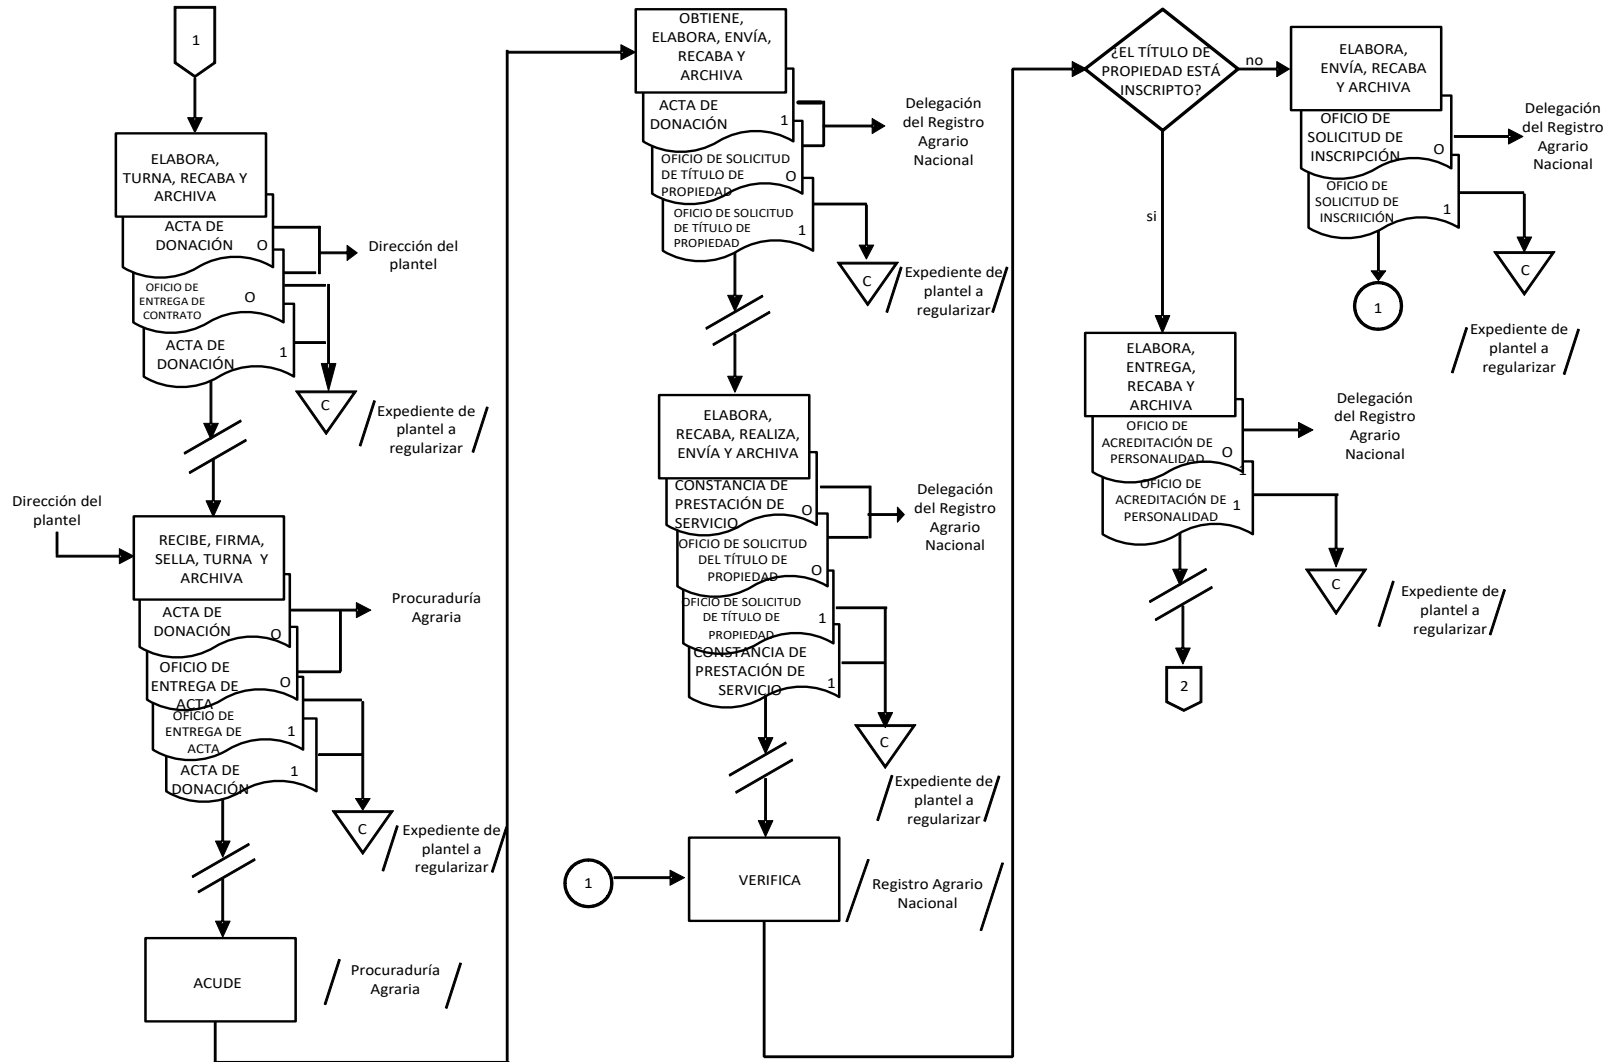 1
ELABORA,
TURNA, RECABA Y
ARCHIVA
ACTA DE
DONACIÓN
O
Dirección del
plantel
OFICIO DE
ENTREGA DE
CONTRATO
O
ACTA DE
DONACIÓN
1
C
Expediente de
plantel a
regularizar
Dirección del
plantel
RECIBE, FIRMA,
SELLA, TURNA Y
ARCHIVA
ACTA DE
DONACIÓN
O
Procuraduría
Agraria
OFICIO DE
ENTREGA DE
ACTA
O
OFICIO DE
ENTREGA DE
ACTA
1
ACTA DE
DONACIÓN
1
C
Expediente de
plantel a
regularizar
ACUDE
Procuraduría
Agraria
OBTIENE,
ELABORA, ENVÍA,
RECABA Y
ARCHIVA
ACTA DE
DONACIÓN
1
Delegación
del Registro
Agrario
Nacional
OFICIO DE SOLICITUD
DE TÍTULO DE
PROPIEDAD
O
OFICIO DE SOLICITUD
DE TÍTULO DE
PROPIEDAD
1
C
Expediente de
plantel a
regularizar
ELABORA,
RECABA, REALIZA,
ENVÍA Y ARCHIVA
CONSTANCIA DE
PRESTACIÓN DE
SERVICIO
O
Delegación
del Registro
Agrario
Nacional
OFICIO DE SOLICITUD
DEL TÍTULO DE
PROPIEDAD
O
OFICIO DE SOLICITUD
DE TÍTULO DE
PROPIEDAD
1
CONSTANCIA DE
PRESTACIÓN DE
SERVICIO
1
C
Expediente de
plantel a
regularizar
1
VERIFICA
Registro Agrario
Nacional
¿EL TÍTULO DE
PROPIEDAD ESTÁ
INSCRIPTO?
no
si
ELABORA,
ENVÍA, RECABA
Y ARCHIVA
OFICIO DE
SOLICITUD DE
INSCRIPCIÓN
O
Delegación
del Registro
Agrario
Nacional
OFICIO DE
SOLICITUD DE
INSCRIICIÓN
1
C
1
Expediente de
plantel a
regularizar
ELABORA,
ENTREGA,
RECABA Y
ARCHIVA
OFICIO DE
ACREDITACIÓN DE
PERSONALIDAD
O
1
Delegación
del Registro
Agrario
Nacional
OFICIO DE
ACREDITACIÓN DE
PERSONALIDAD
1
C
Expediente de
plantel a
regularizar
2